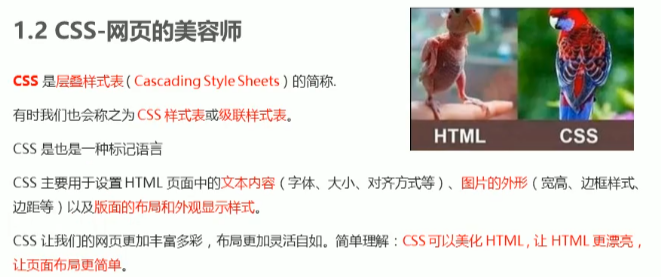 1.2 CSS-网页的美容师
HTML
CSS
CSS 是层叠样式表 ( Cascading Style Sheets ) 的简称.
有时我们也会称之为 CSS 样式表或级联样式表。
CSS 是也是一种标记语言
CSS 主要用于设置 HTML 页面中的文本内容（字体、大小、对齐方式等）、图片的外形（宽高、边框样式、
边距等）以及版面的布局和外观显示样式。
CSS 让我们的网页更加丰富多彩，布局更加灵活自如。简单理解：CSS 可以美化 HTML , 让 HTML 更漂亮，
让页面布局更简单。